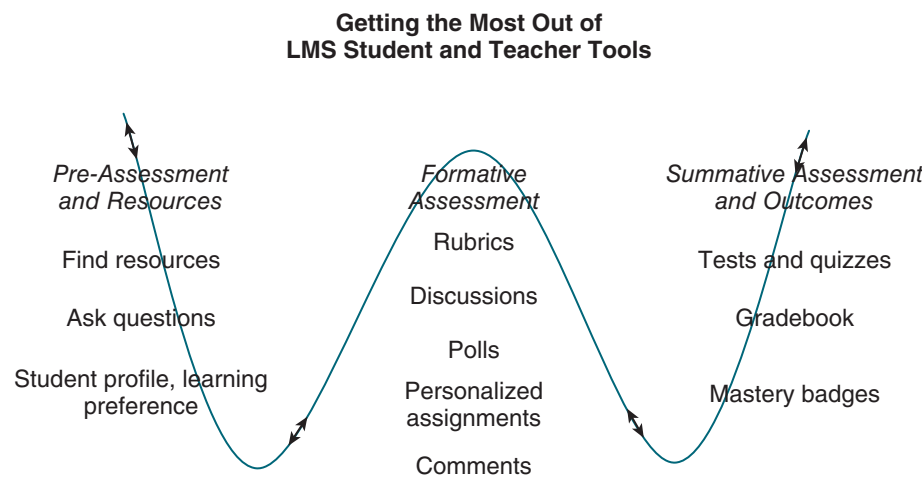 Getting the Most Out of
LMS Student and Teacher Tools
Pre-Assessment
and Resources
Find resources
Ask questions
Student profile, learning
preference
Formative
Assessment
Rubrics
Discussions
Polls
Personalized
assignments
Comments
Summative Assessment
and Outcomes
Tests and quizzes
Gradebook
Mastery badges